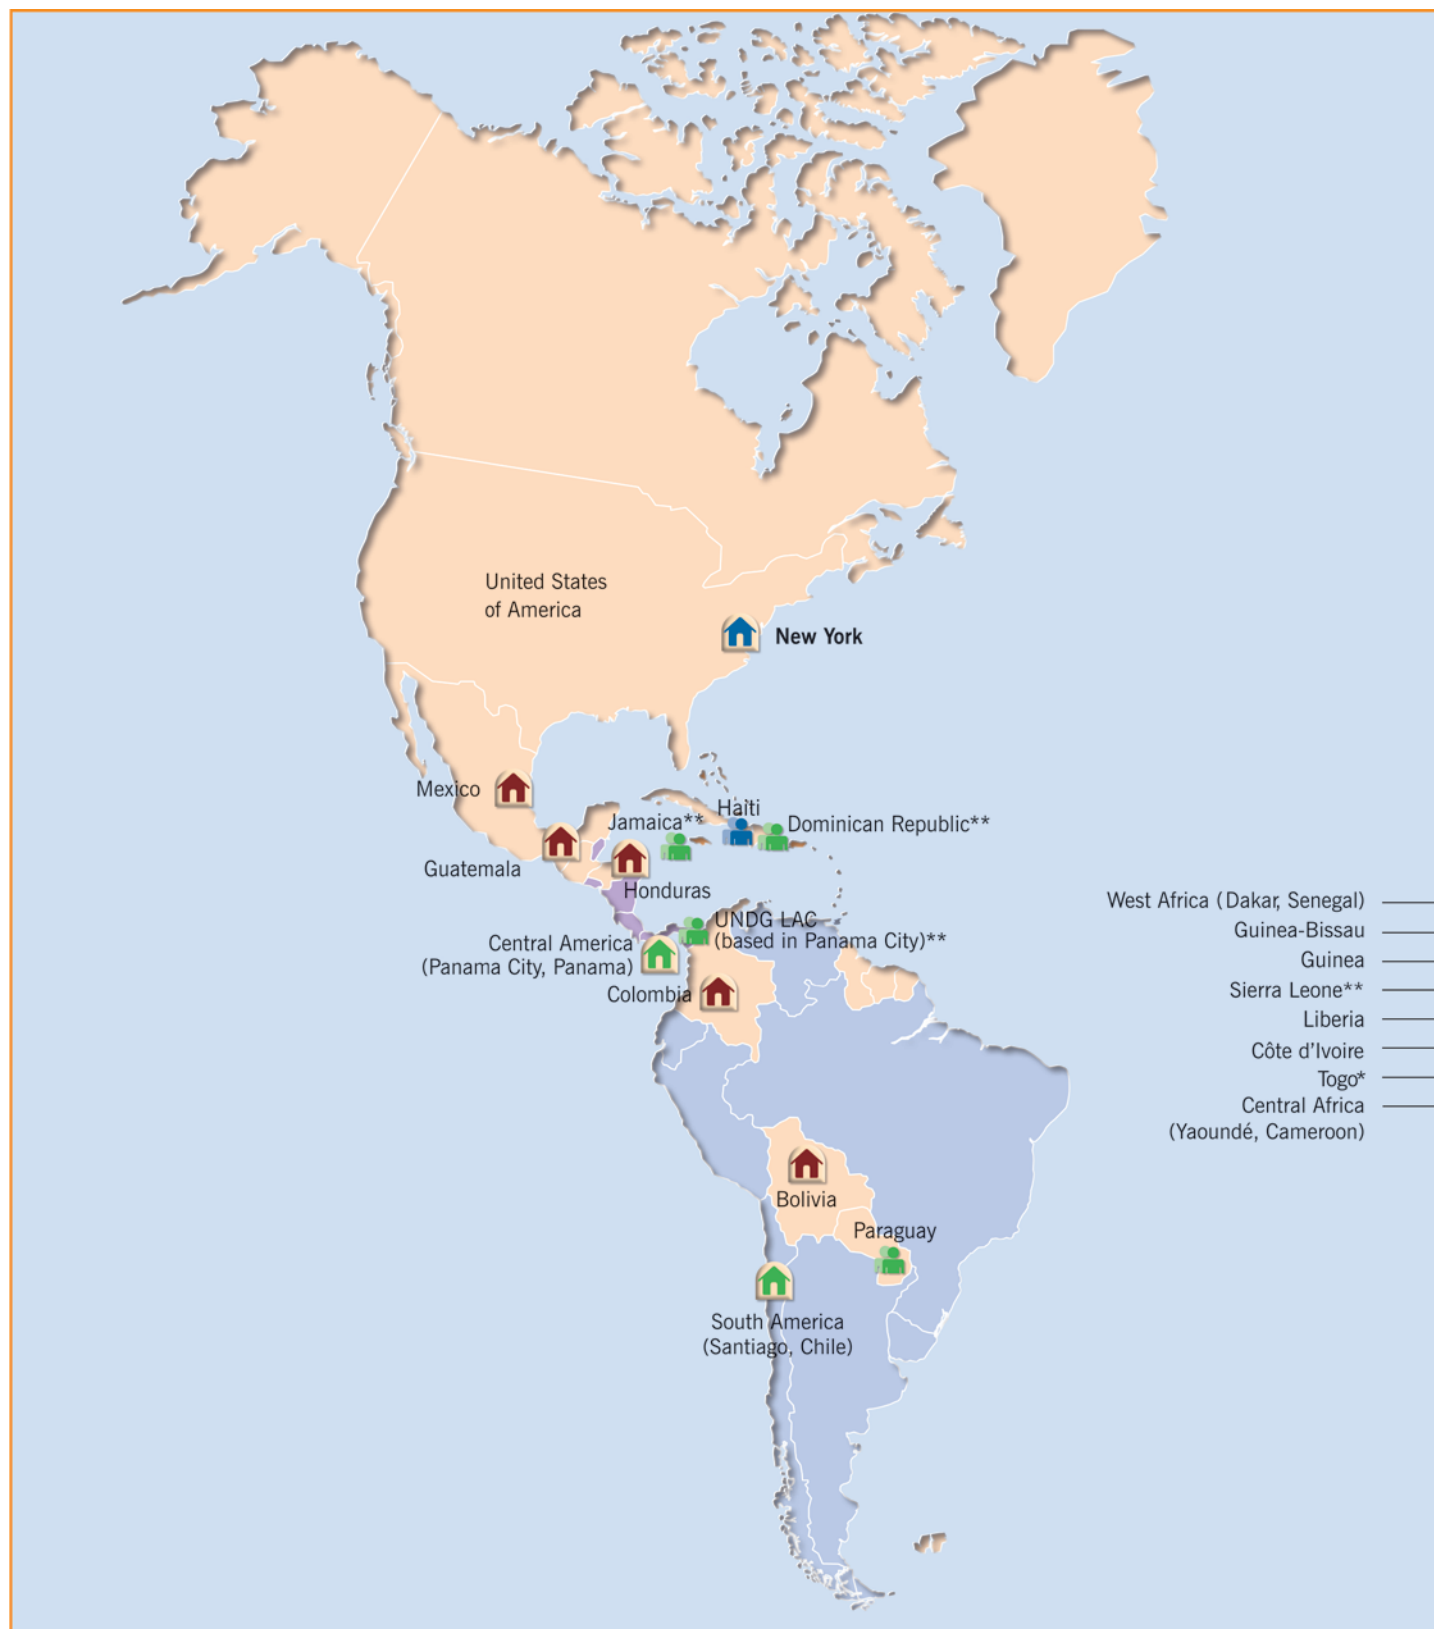 United States
of America
New York
Mexico
Haiti
Jamaica**
Dominican Republic**
Guatemala
Honduras
UNDG LAC
(based in Panama City)**
Central America
(Panama City, Panama)
Colombia
West Africa (Dakar, Senegal)
Guinea-Bissau
Guinea
Sierra Leone**
Liberia
Côte d’Ivoire
Togo*
Central Africa
(Yaoundé, Cameroon)
Bolivia
Paraguay
South America
(Santiago, Chile)